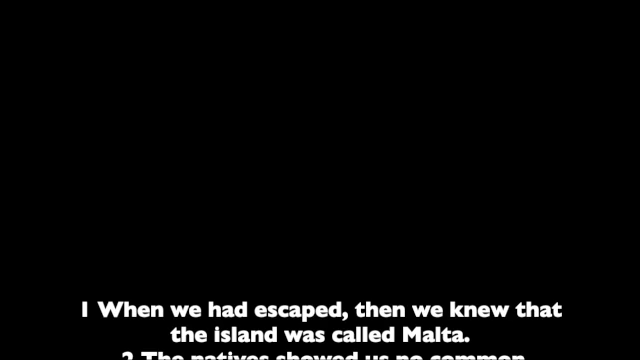 1 When we had escaped, then we knew that
the island was called Malta.
2 The natives showed us no common